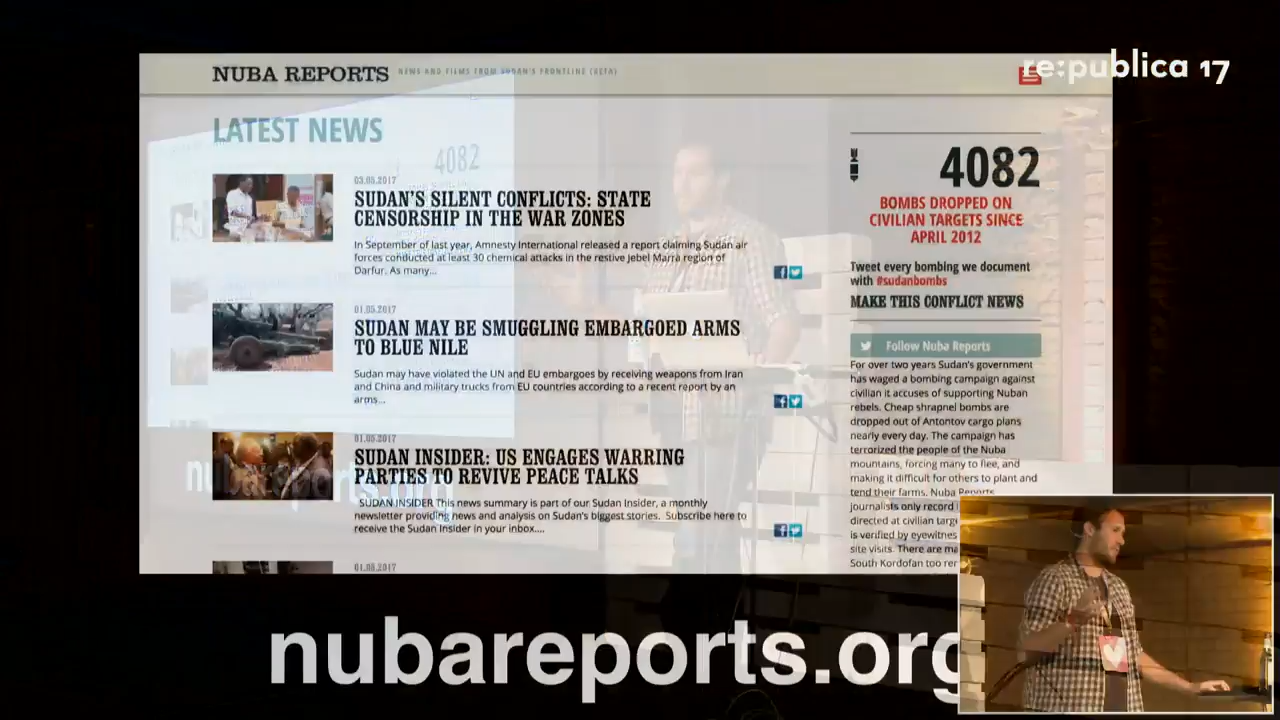 NUBA REPORTS
NEWS AND FILMS FROM SUDAN'S FRONTLINE (BETA)
re:publica 17
LATEST NEWS
03.05.2017
SUDAN'S SILENT CONFLICTS: STATE
CENSORSHIP IN THE WAR ZONES
In September of last year, Amnesty International released a report claiming Sudan air
forces conducted at least 30 chemical attacks in the restive Jebel Marra region of
Darfur. As many...
01.05.2017
SUDAN MAY BE SMUGGLING EMBARGOED ARMS
TO BLUE NILE
Sudan may have violated the UN and EU embargoes by receiving weapons from Iran
and China and military trucks from EU countries according to a recent report by an
arms...
01.05.2017
SUDAN INSIDER: US ENGAGES WARRING
PARTIES TO REVIVE PEACE TALKS
SUDAN INSIDER This news summary is part of our Sudan Insider, a monthly
newsletter providing news and analysis on Sudan's biggest stories. Subscribe here to
receive the Sudan Insider in your inbox....
4082
4082
BOMBS DROPPED ON
CIVILIAN TARGETS SINCE
APRIL 2012
Tweet every bombing we document
with #sudanbombs
MAKE THIS CONFLICT NEWS
Follow Nuba Reports
For over two years Sudan's government
has waged a bombing campaign against
civilian it accuses of supporting Nuban
rebels. Cheap shrapnel bombs are
dropped out of Antontov cargo planes
nearly every day. The campaign has
terrorized the people of the Nuba
mountains, forcing many to flee, and
making it difficult for others to plant and
tend their farms. Nuba Reports
journalists only record
directed at civilian
is verified by
site visits. There are
South Kordofan too
nubareports.org